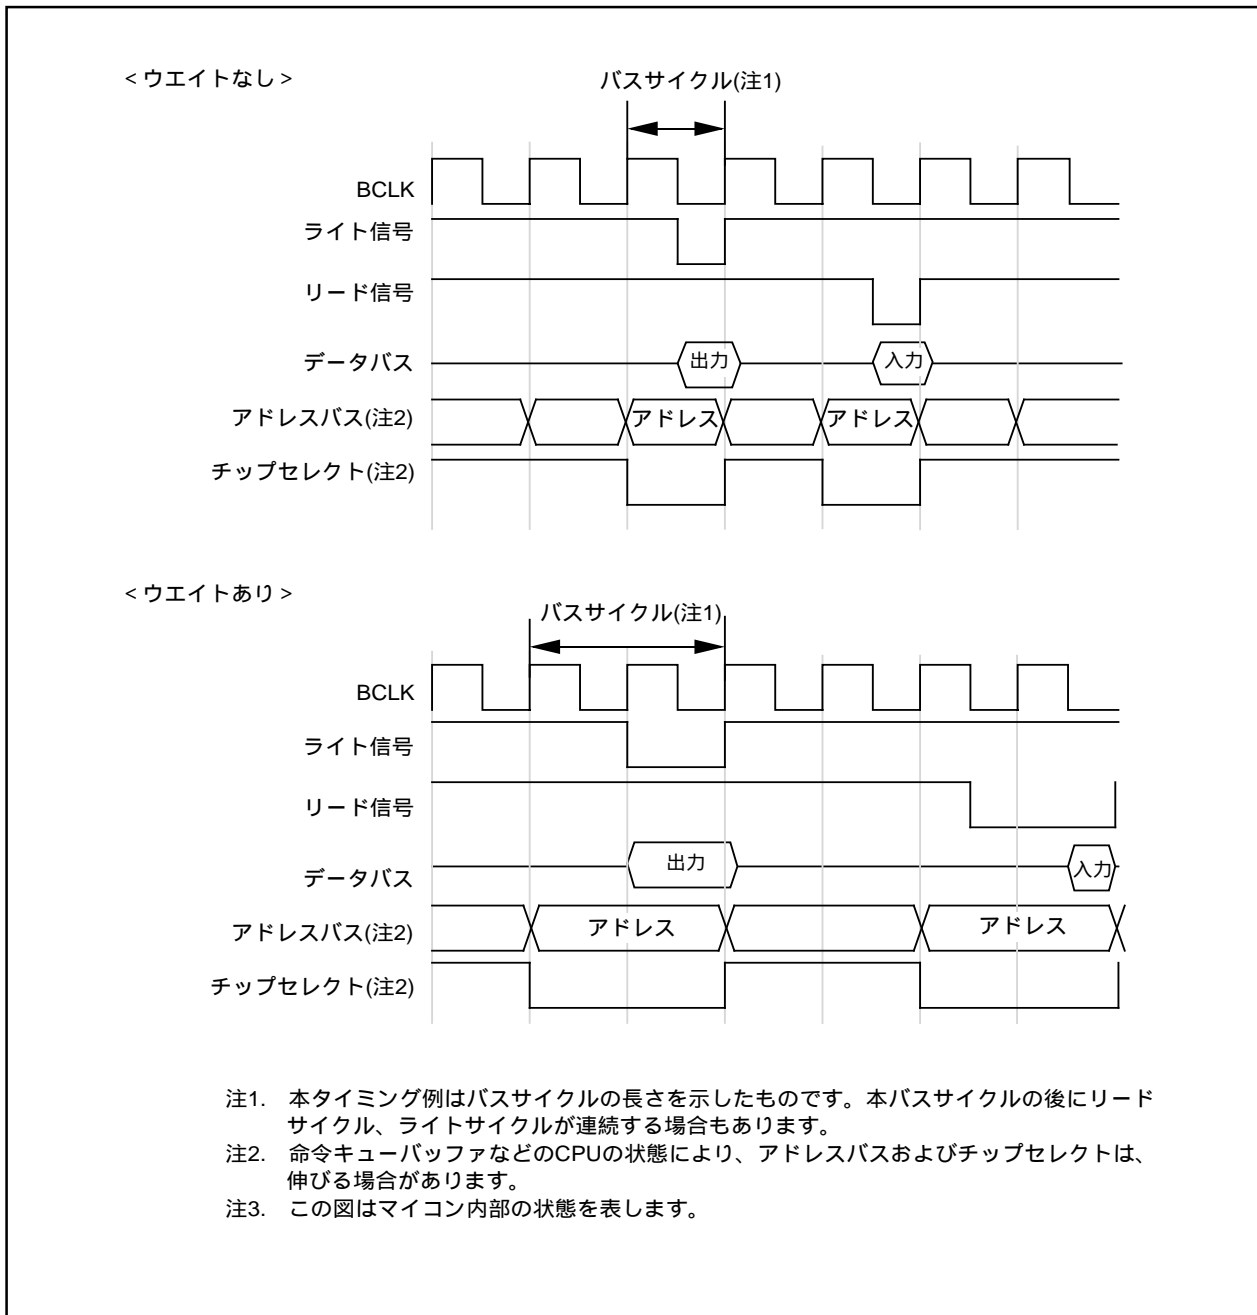 <ウエイトなし>
バスサイクル(注1)
BCLK
ライト信号
リード信号
データバス
出力
入力
アドレスバス(注2)
アドレス
アドレス
チップセレクト(注2)
<ウエイトあり>
バスサイクル(注1)
BCLK
ライト信号
リード信号
データバス
出力
入力
アドレスバス(注2)
アドレス
アドレス
チップセレクト(注2)
注1. 本タイミング例はバスサイクルの長さを示したものです。本バスサイクルの後にリード
サイクル、ライトサイクルが連続する場合もあります。
注2. 命令キューバッファなどのCPUの状態により、アドレスバスおよびチップセレクトは、
伸びる場合があります。
注3. この図はマイコン内部の状態を表します。